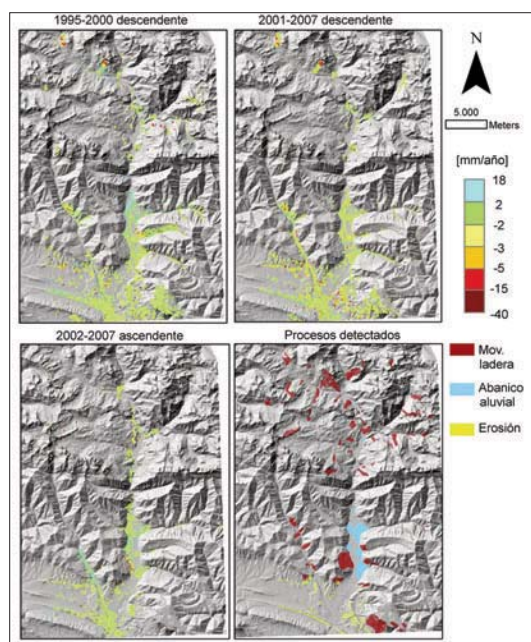 1995-2000 descendente
2001-2007 descendente
N
5.000
Meters
[mm/año]
18
2
-2
-3
-5
-15
-40
2002-2007 ascendente
Procesos detectados
Mov.
ladera
Abanico
aluvial
Erosión